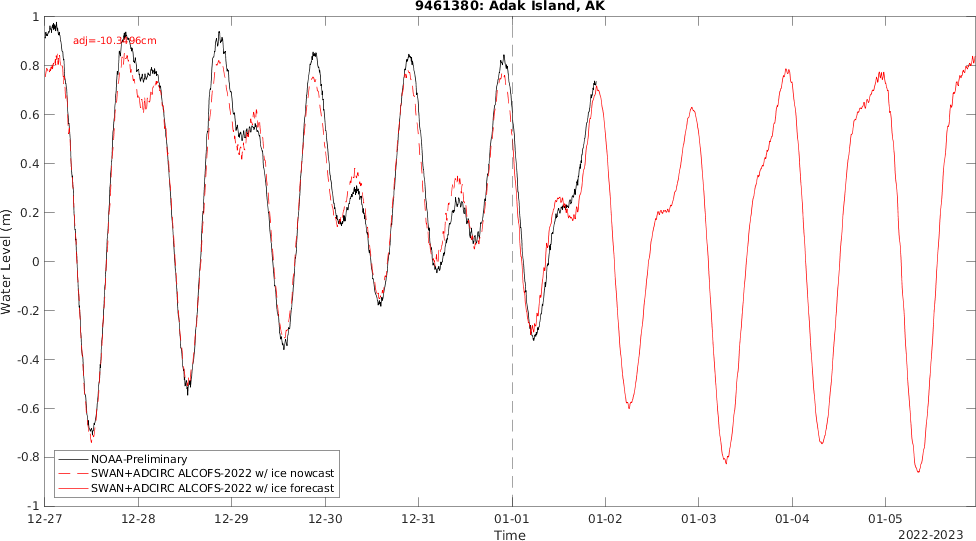 9461380: Adak Island, AK
adj=-10.3496cm
Water Level (m)
1
0.8
0.6
0.4
0.2
0
-0.2
-0.4
-0.6
-0.8
-1
NOAA-Preliminary
SWAN+ADCIRC ALCOFS-2022 w/ ice nowcast
SWAN+ADCIRC ALCOFS-2022 w/ ice forecast
12-27 12-28 12-29 12-30 12-31 01-01 01-02 01-03 01-04 01-05
Time
2022-2023